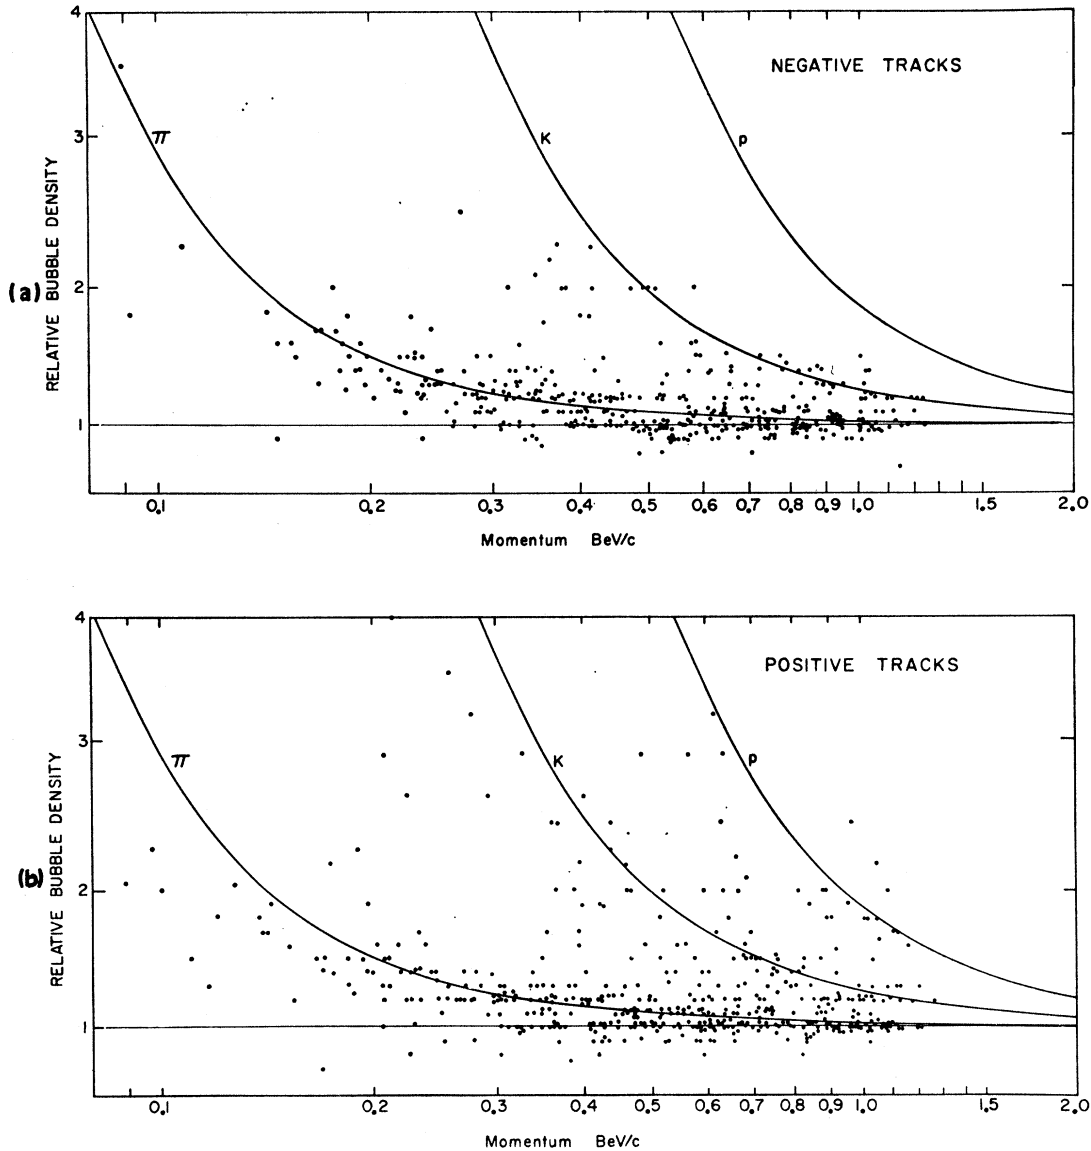 4
NEGATIVE TRACKS
3
π
K
p
RELATIVE BUBBLE DENSITY
(a)
2
1
0.1 0.2 0.3 0.4 0.5 0.6 0.7 0.8 0.9 1.0 1.5 2.0
Momentum BeV/c
4
POSITIVE TRACKS
3
π
K
p
RELATIVE BUBBLE DENSITY
(b)
2
1
0.1 0.2 0.3 0.4 0.5 0.6 0.7 0.8 0.9 1.0 1.5 2.0
Momentum BeV/c